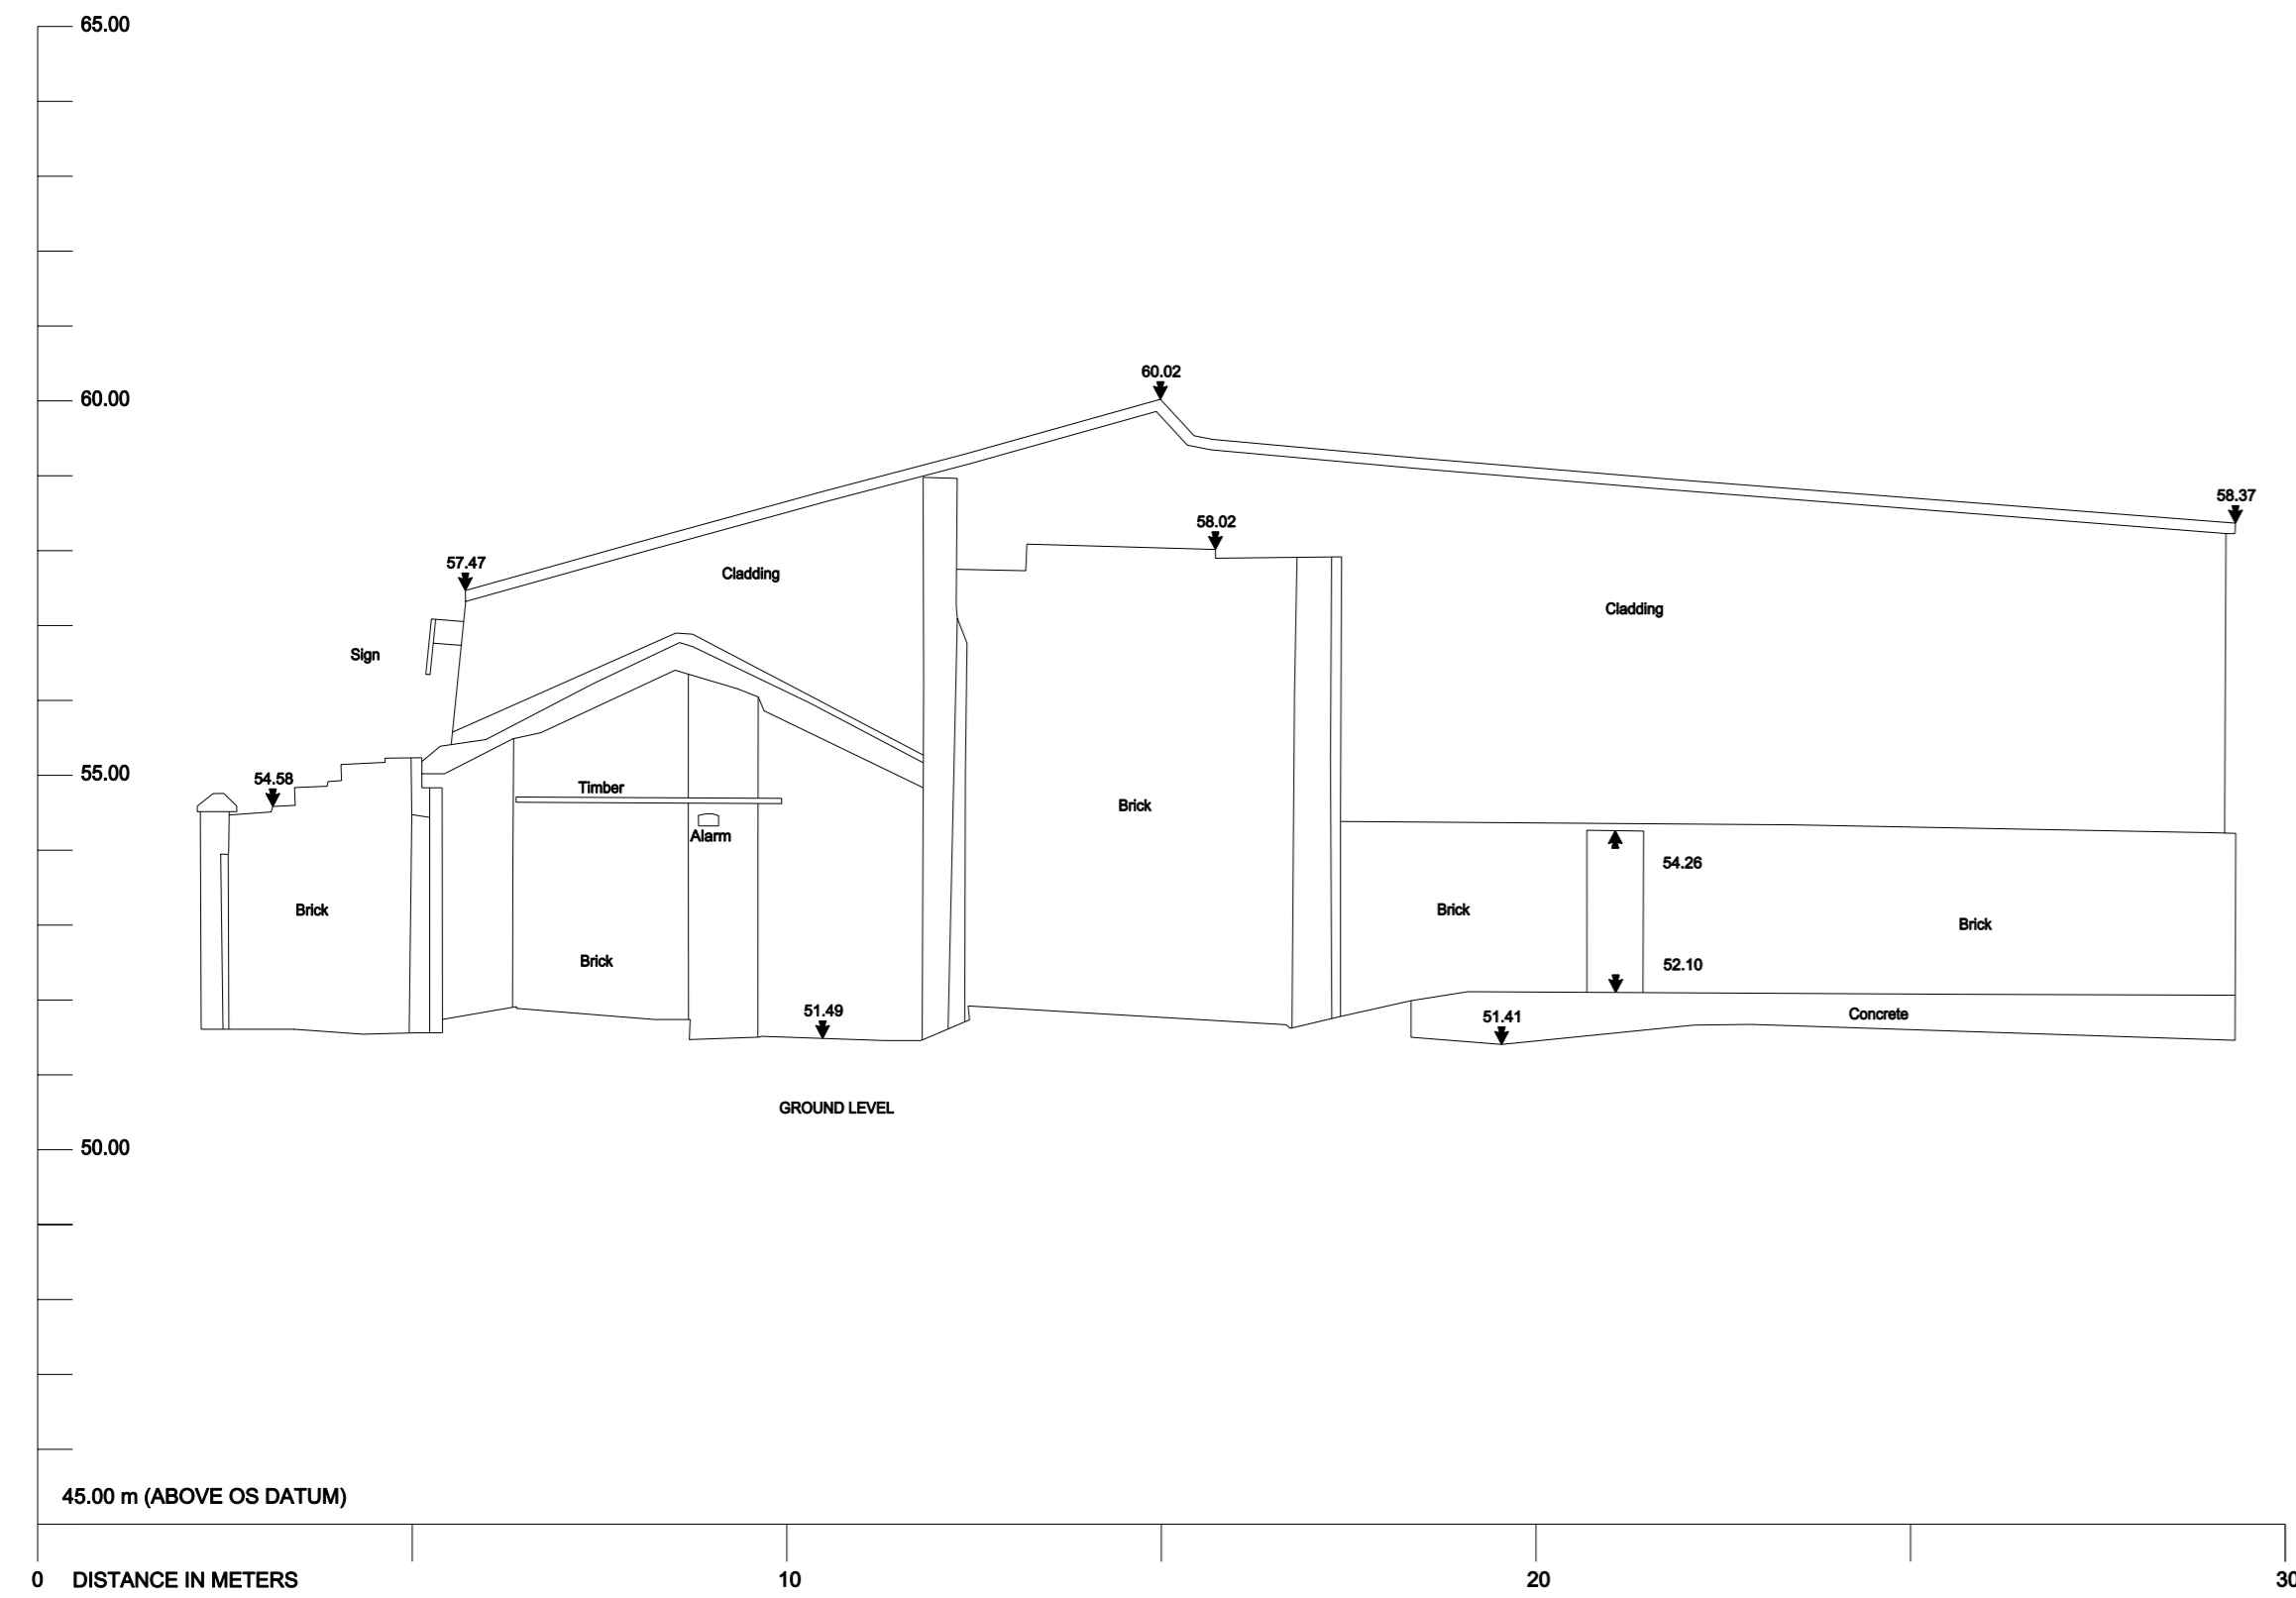 65.00
60.02
60.00
58.37
58.02
57.47
Cladding
Cladding
Sign
55.00
54.58
Timber
Brick
Alarm
54.26
Brick
Brick
Brick
Brick
52.10
51.49
51.41
Concrete
GROUND LEVEL
50.00
45.00 m (ABOVE OS DATUM)
0 DISTANCE IN METERS 10 20 30